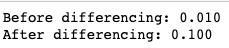 Before differencing: 0.010
After differencing: 0.100